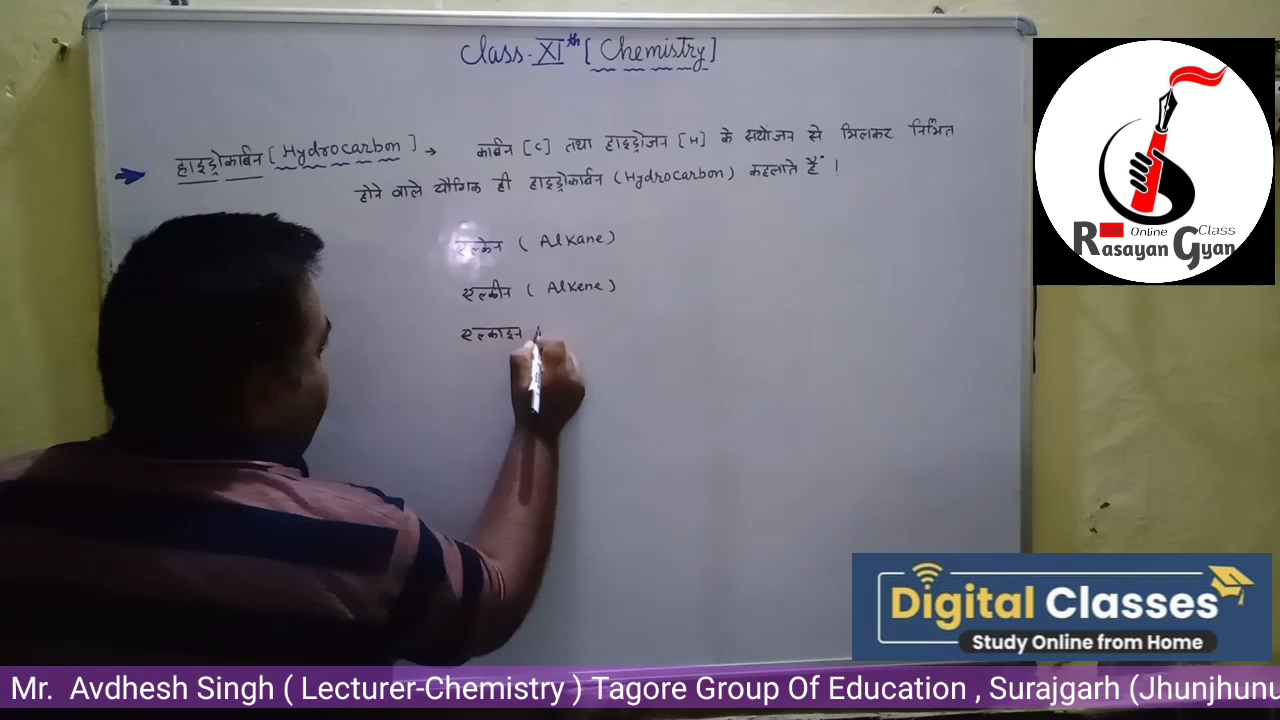 Class-XIth [Chemistry]
हाइड्रोकार्बन [Hydrocarbon] → कार्बन [C] तथा हाइड्रोजन [H] के सयोंजन से मिलकर निर्मित
होने वाले यौगिक ही हाइड्रोकार्बन (Hydrocarbon) कहलाते हैं !
एल्केन ( Alkane)
एल्कीन ( Alkene)
एल्काइन
Live Online Class
Rasayan Gyan
Digital Classes
Study Online from Home
Mr. Avdhesh Singh ( Lecturer-Chemistry ) Tagore Group Of Education , Surajgarh (Jhunjhunu